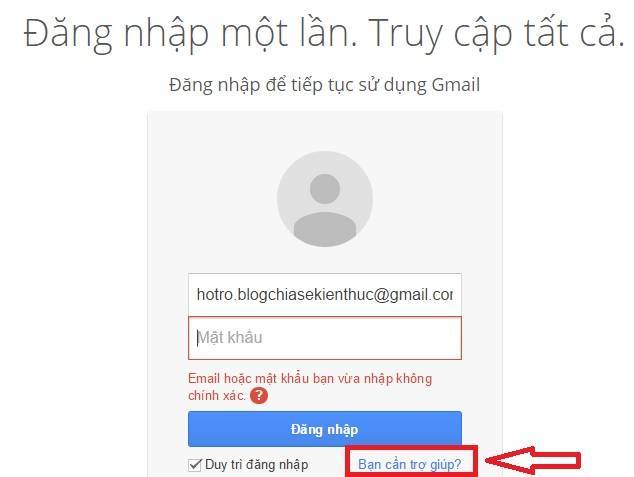 Đăng nhập một lần. Truy cập tất cả.
Đăng nhập để tiếp tục sử dụng Gmail
hotro.blogchiasekienthuc@gmail.cor
Mật khẩu
Email hoặc mật khẩu bạn vừa nhập không
chính xác. ?
Đăng nhập
Duy trì đăng nhập
Bạn cần trợ giúp?